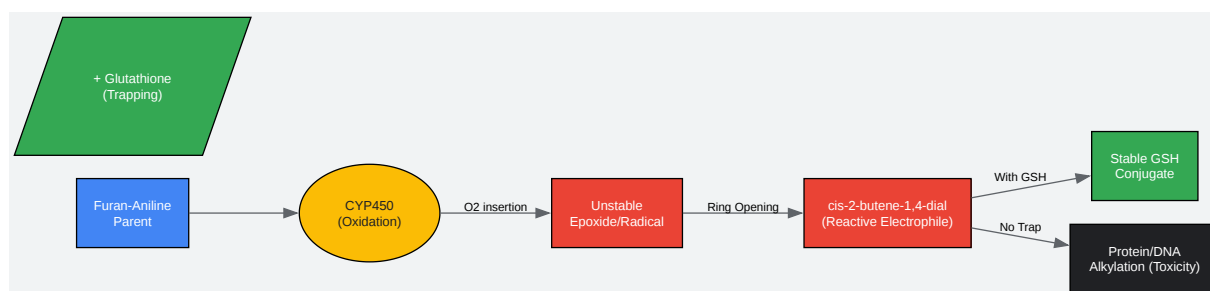 + Glutathione
(Trapping)
Furan-Aniline
Parent
CYP450
(Oxidation)
O2 insertion
Unstable
Epoxide/Radical
Ring Opening
cis-2-butene-1,4-dial
(Reactive Electrophile)
With GSH
Stable GSH
Conjugate
No Trap
Protein/DNA
Alkylation (Toxicity)